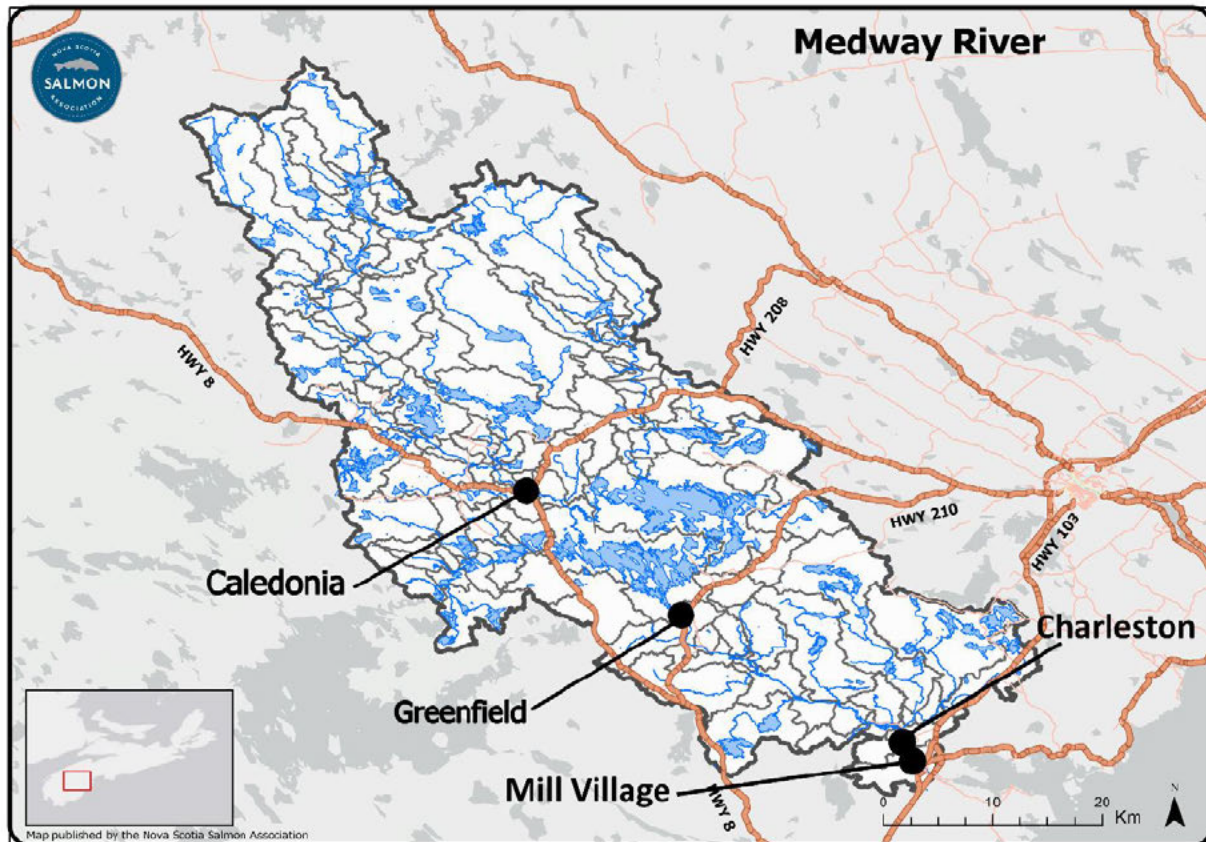 Medway River
NOVA SCOTIA
SALMON
ASSOCIATION
HWY 208
HWY 8
HWY 210
HWY 103
Caledonia
Charleston
Greenfield
Mill Village
HWY 8
0 10 20
Km
N
Map published by the Nova Scotia Salmon Association